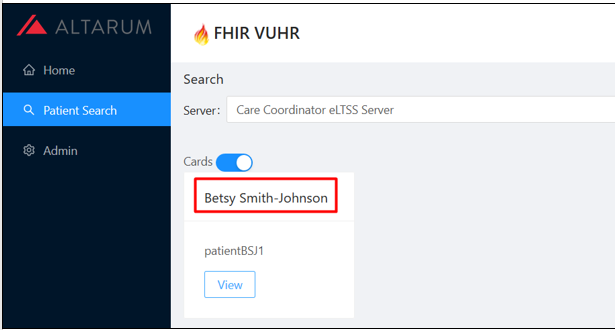 ALTARUM
FHIR VUHR
Home
Search
Patient Search
Server:
Care Coordinator eLTSS Server
Admin
Cards
Betsy Smith-Johnson
patientBSJ1
View